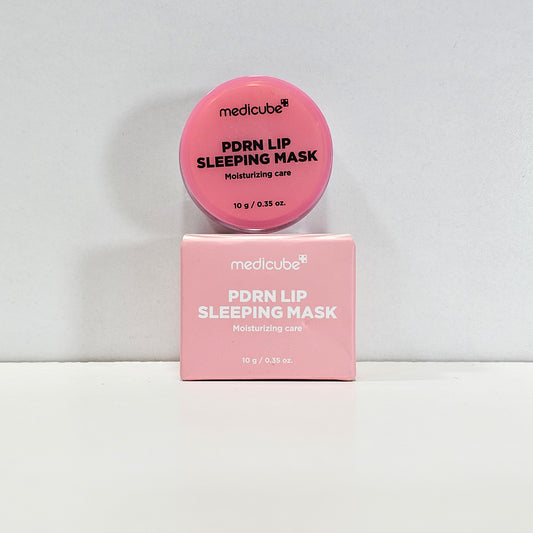 medicube
PDRN LIP
SLEEPING MASK
Moisturizing care
10 g / 0.35 oz.
medicube
PDRN LIP
SLEEPING MASK
Moisturizing care
10 g / 0.35 oz.